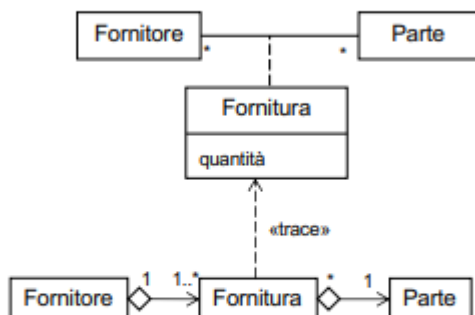 Fornitore
*
*
Parte
Fornitura
quantità
«trace»
Fornitore
1
1..*
Fornitura
*
1
Parte